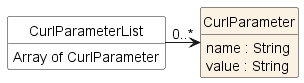 CurlParameterList
Array of CurlParameter
0..*
CurlParameter
name : String
value : String